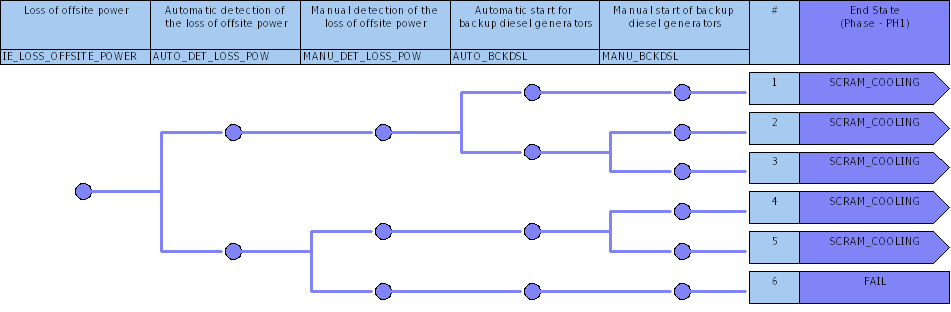 Loss of offsite power
Automatic detection of
the loss of offsite power
Manual detection of the
loss of offsite power
Automatic start for
backup diesel generators
Manual start of backup
diesel generators
#
End State
(Phase - PH1)
IE_LOSS_OFFSITE_POWER
AUTO_DET_LOSS_POW
MANU_DET_LOSS_POW
AUTO_BCKDSL
MANU_BCKDSL
1
SCRAM_COOLING
2
SCRAM_COOLING
3
SCRAM_COOLING
4
SCRAM_COOLING
5
SCRAM_COOLING
6
FAIL